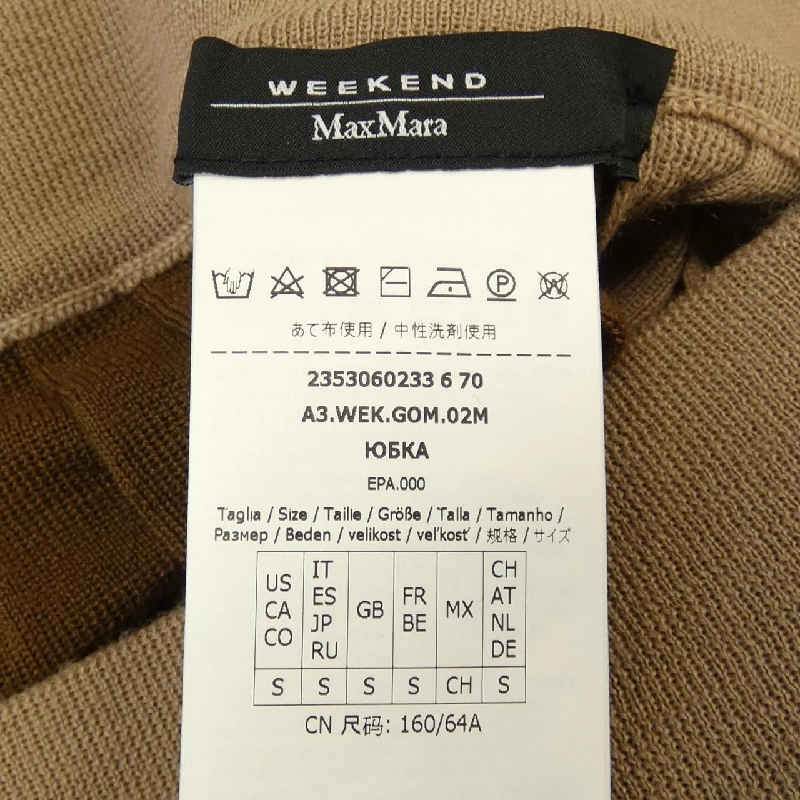 WEEKEND
MaxMara
P W
あて布使用 / 中性洗剤使用
2353060233 6 70
A3.WEK.GOM.02M
ЮБКА
EPA.000
Taglia / Size / Taille / Größe / Talla / Tamanho /
Размер / Beden / velikost / veľkosť / 规格 / サイズ
US CA CO IT ES JP RU GB FR BE MX CH AT NL DE
S S S S CH S
CN 尺码: 160/64A